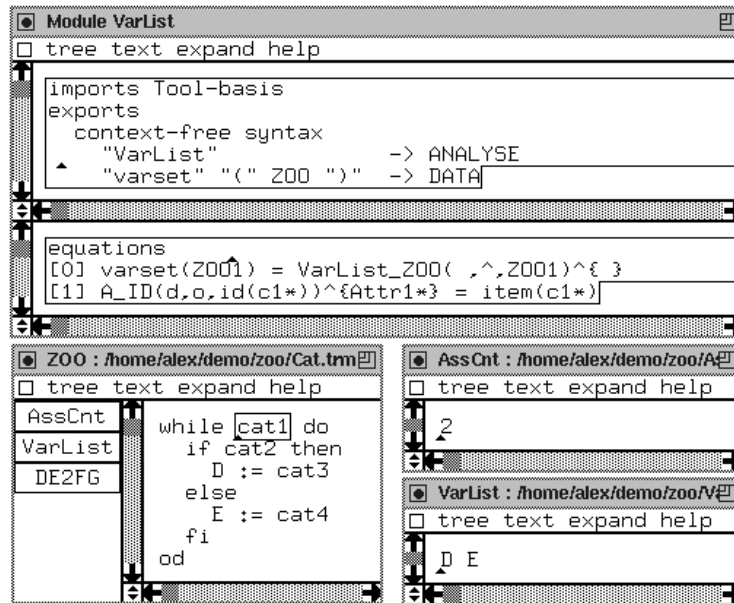 Module VarList
tree text expand help
imports Tool-basis
exports
context-free syntax
"VarList" -> ANALYSE
"varset" "(" ZOO ")" -> DATA
equations
[0] varset(ZOO1) = VarList_ZOO( ,^,ZOO1)^{ }
[1] A_ID(d,o,id(c1*))^{Attr1*} = item(c1*)
ZOO : /home/alex/demo/zoo/Cat.trm
tree text expand help
AssCnt
VarList
DE2FG
while cat1 do
if cat2 then
D := cat3
else
E := cat4
fi
od
AssCnt : /home/alex/demo/zoo/As
tree text expand help
2
VarList : /home/alex/demo/zoo/Va
tree text expand help
D E